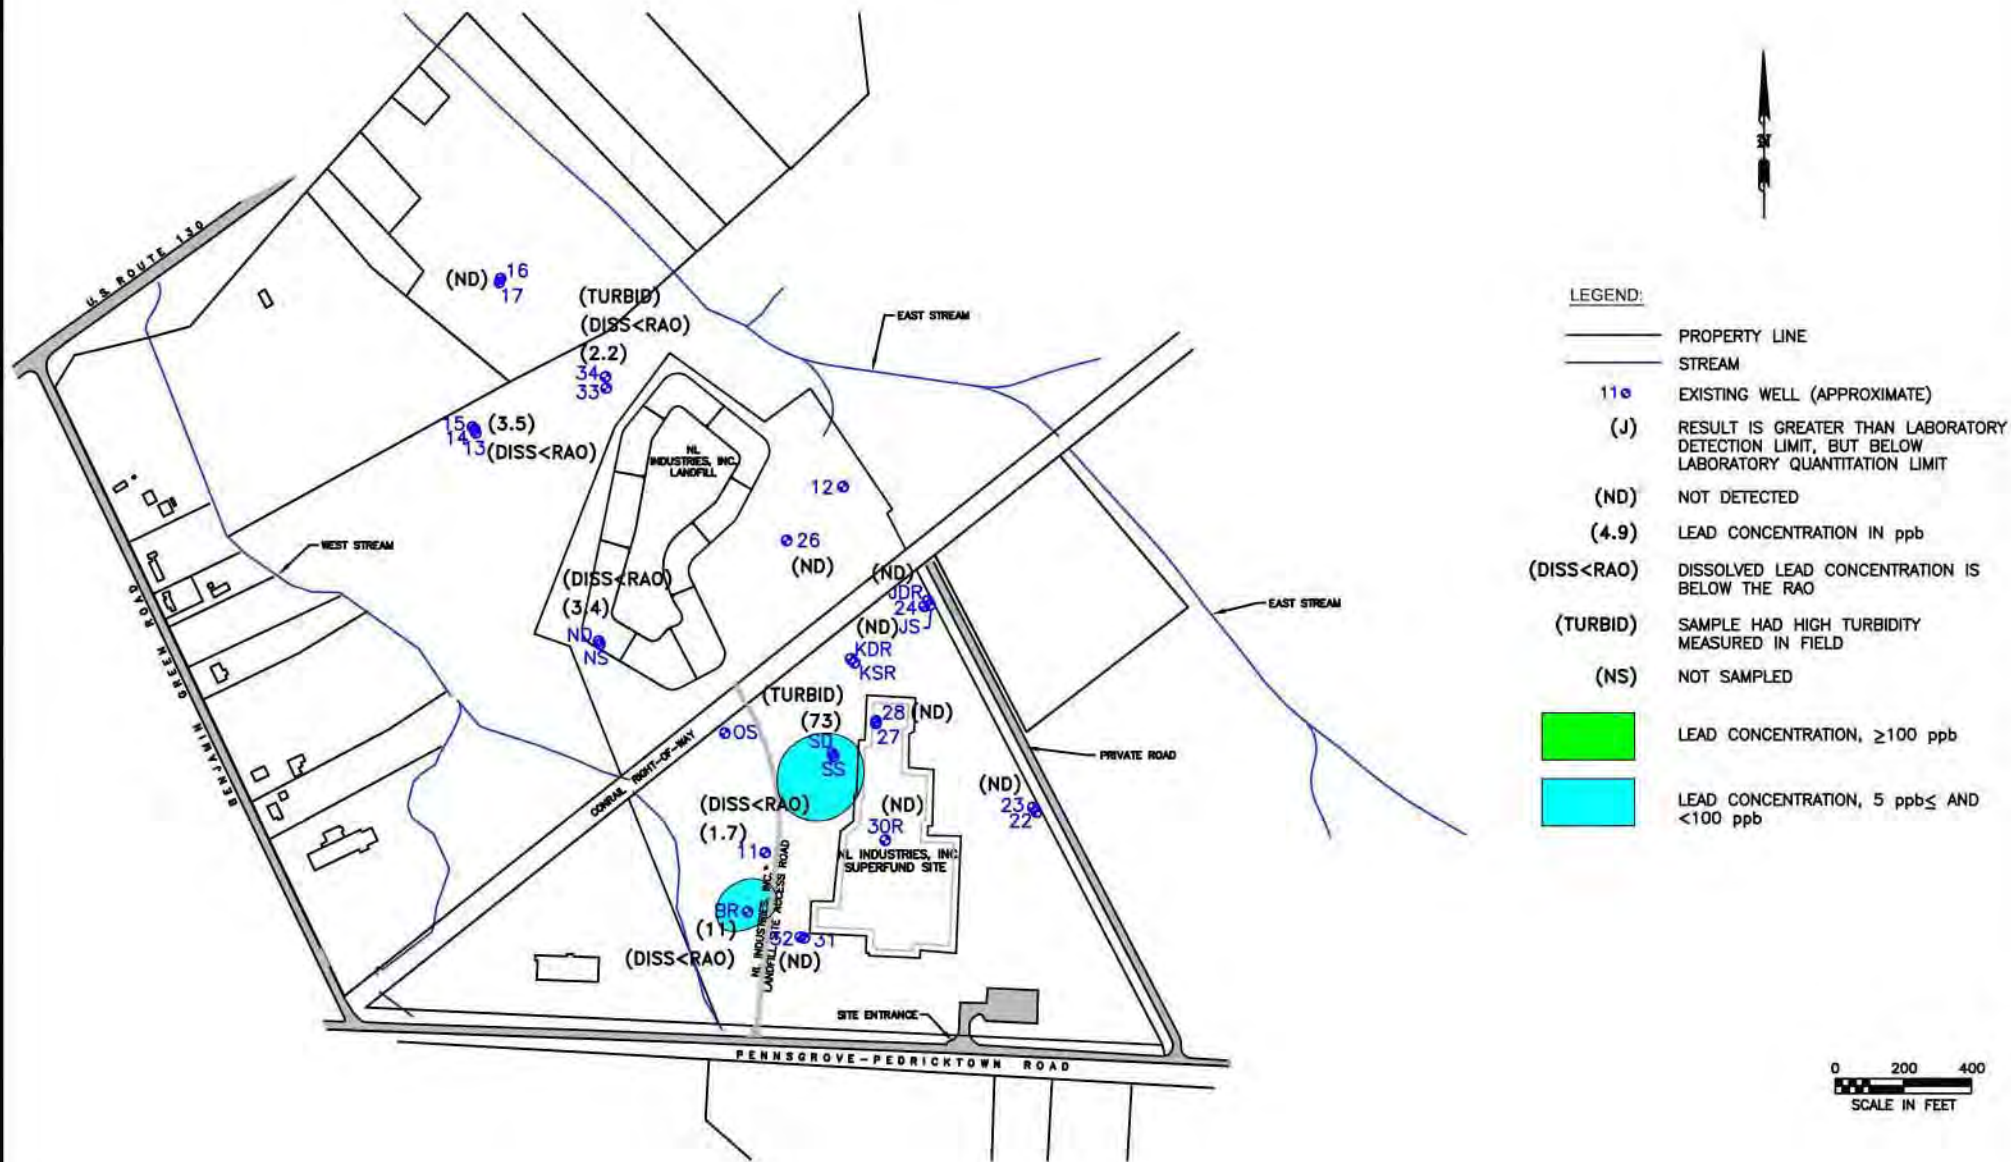 U.S. ROUTE 130
(ND)
16
17
(TURBID)
(DISS<RAO)
(2.2)
34
33
15
14
13
(3.5)
(DISS<RAO)
NL
INDUSTRIES, INC.
LANDFILL
EAST STREAM
12
26
(ND)
WEST STREAM
(DISS<RAO)
(3.4)
ND
NS
(ND)
JDR
24
JS
(ND)
KDR
KSR
EAST STREAM
BENJAMIN GREEN ROAD
CONRAIL RIGHT-OF-WAY
OS
(TURBID)
(73)
SD
SS
28
(ND)
27
PRIVATE ROAD
(ND)
23
22
(DISS<RAO)
(1.7)
11
(ND)
30R
NL INDUSTRIES, INC
SUPERFUND SITE
BR
(11)
(DISS<RAO)
32
31
(ND)
NL INDUSTRIES, INC.
LANDFILL SITE ACCESS ROAD
SITE ENTRANCE
PENNSGROVE-PEDRICKTOWN ROAD
LEGEND:
PROPERTY LINE
STREAM
11
EXISTING WELL (APPROXIMATE)
(J)
RESULT IS GREATER THAN LABORATORY
DETECTION LIMIT, BUT BELOW
LABORATORY QUANTITATION LIMIT
(ND)
NOT DETECTED
(4.9)
LEAD CONCENTRATION IN ppb
(DISS<RAO)
DISSOLVED LEAD CONCENTRATION IS
BELOW THE RAO
(TURBID)
SAMPLE HAD HIGH TURBIDITY
MEASURED IN FIELD
(NS)
NOT SAMPLED
LEAD CONCENTRATION, ≥100 ppb
LEAD CONCENTRATION, 5 ppb≤ AND
<100 ppb
0 200 400
SCALE IN FEET